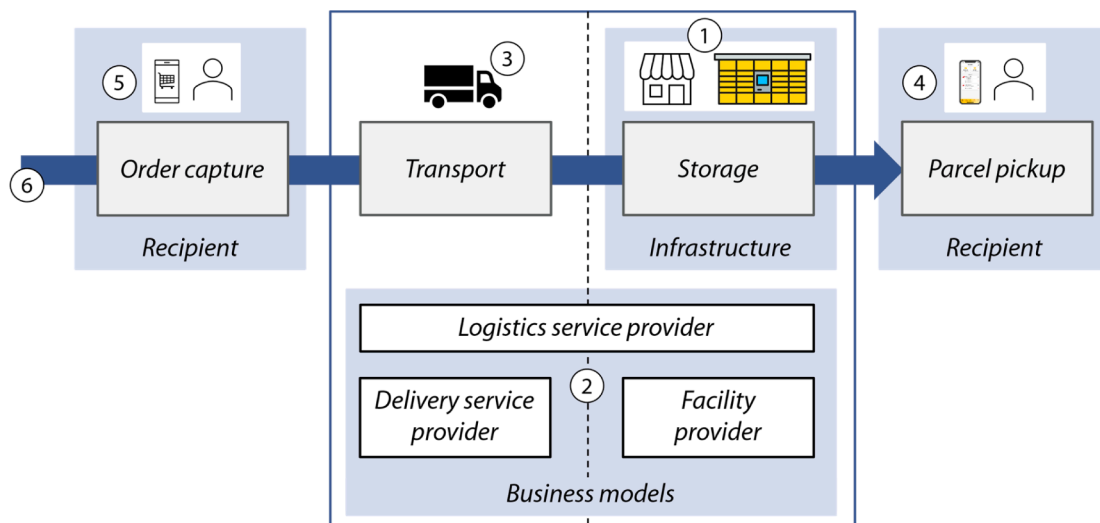 5
3
1
4
6
Order capture
Transport
Storage
Parcel pickup
Recipient
Infrastructure
Recipient
Logistics service provider
2
Delivery service
provider
Facility
provider
Business models